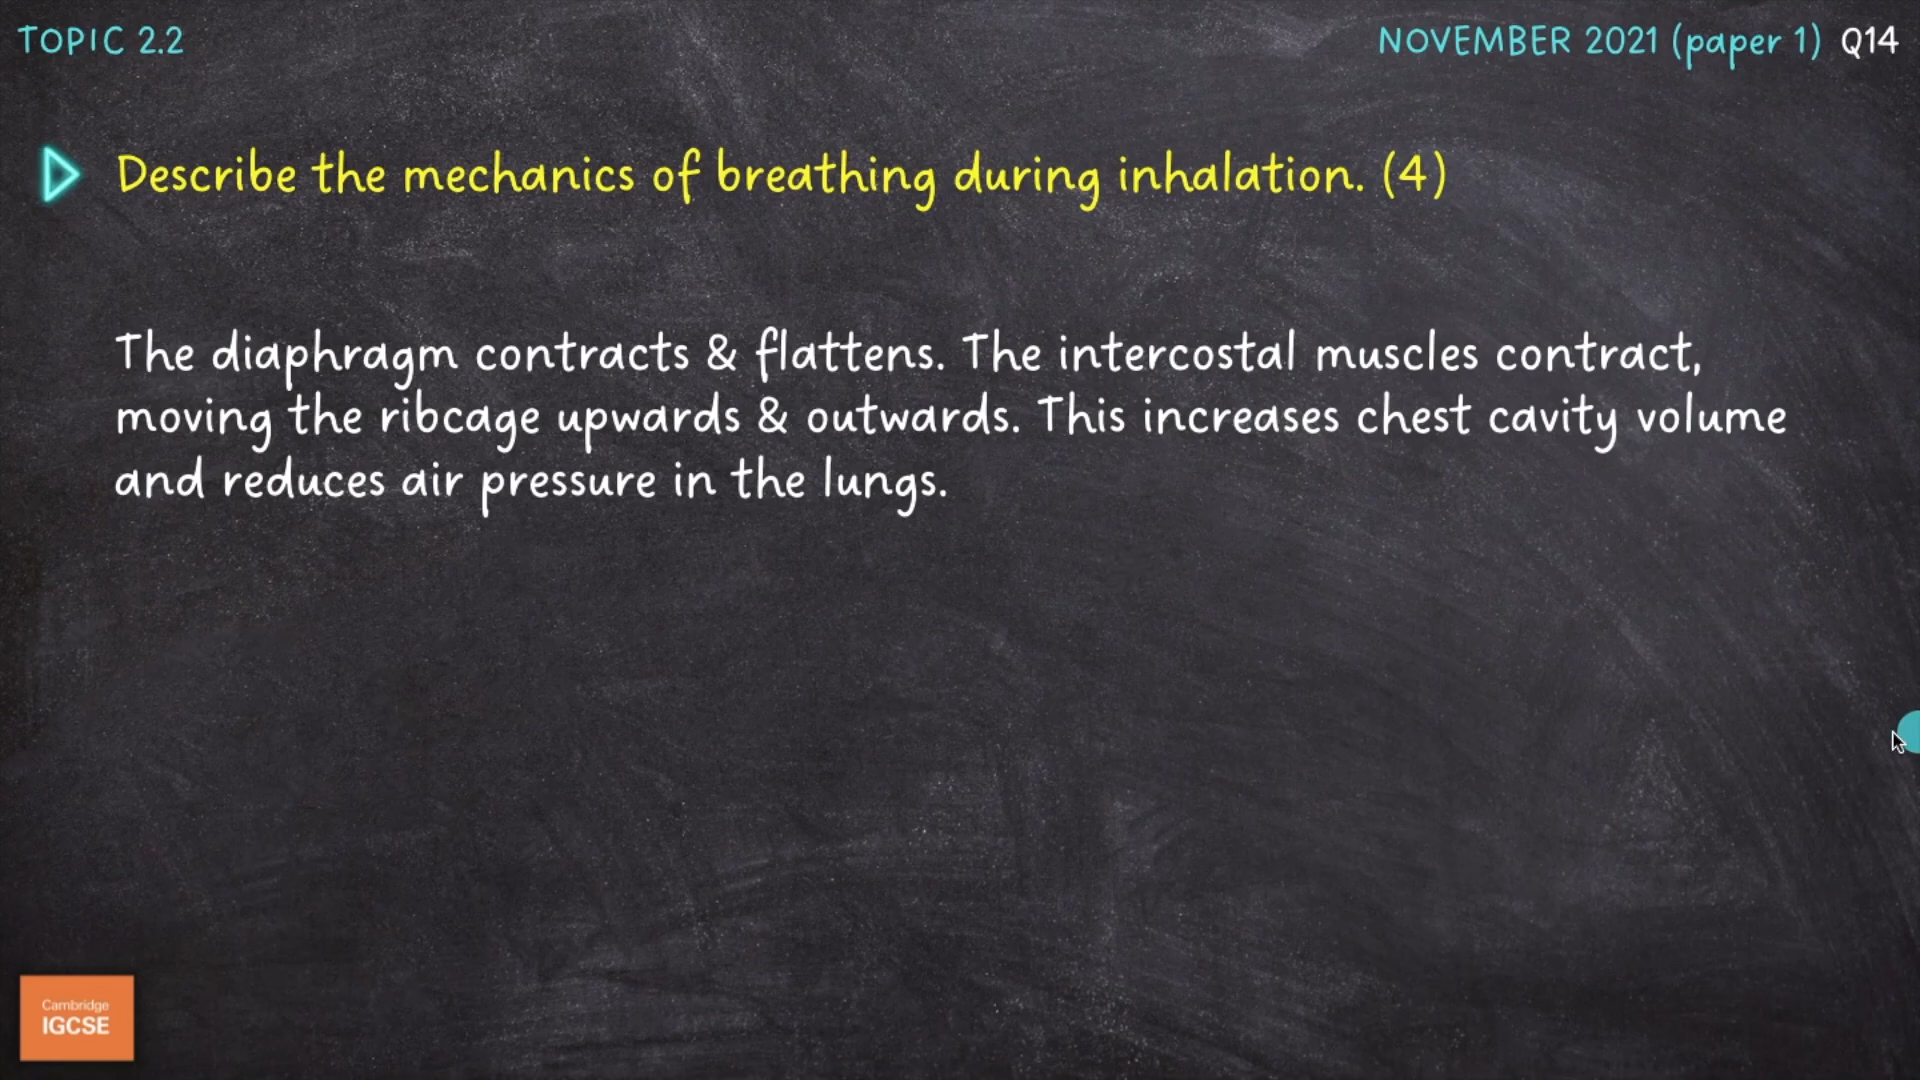 TOPIC 2.2
NOVEMBER 2021 (paper 1) Q14
Describe the mechanics of breathing during inhalation. (4)
The diaphragm contracts & flattens. The intercostal muscles contract,
moving the ribcage upwards & outwards. This increases chest cavity volume
and reduces air pressure in the lungs.
Cambridge
IGCSE